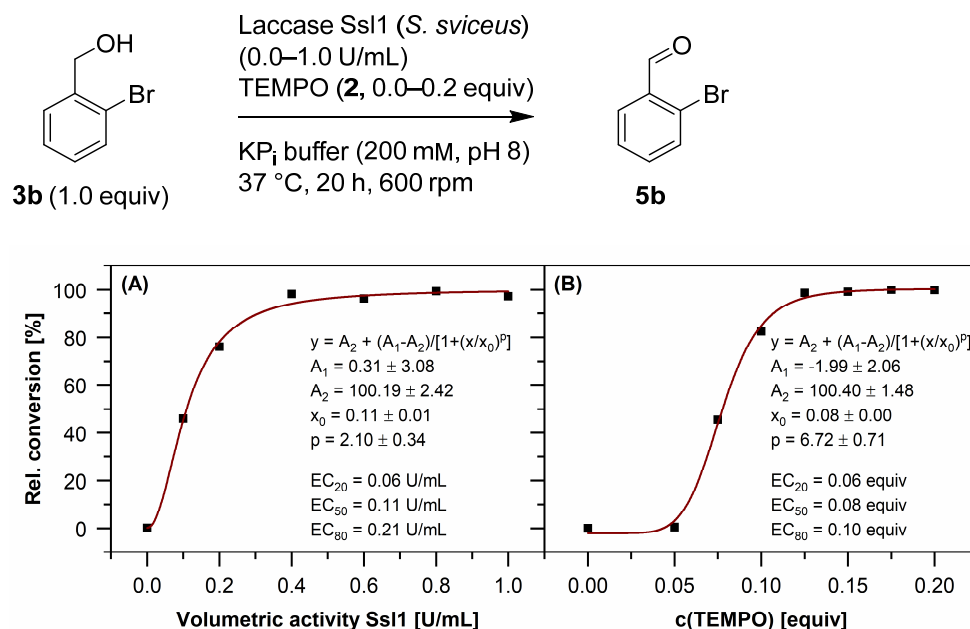 OH
Br
3b (1.0 equiv)
Laccase Ssl1 (S. sviceus)
(0.0–1.0 U/mL)
TEMPO (2, 0.0–0.2 equiv)
KPi buffer (200 mM, pH 8)
37 °C, 20 h, 600 rpm
O
Br
5b
Rel. conversion [%]
100
80
60
40
20
0
(A)
y = A2 + (A1-A2)/[1+(x/x0)^p]
A1 = 0.31 ± 3.08
A2 = 100.19 ± 2.42
x0 = 0.11 ± 0.01
p = 2.10 ± 0.34
EC20 = 0.06 U/mL
EC50 = 0.11 U/mL
EC80 = 0.21 U/mL
0.0 0.2 0.4 0.6 0.8 1.0
Volumetric activity Ssl1 [U/mL]
(B)
y = A2 + (A1-A2)/[1+(x/x0)^p]
A1 = -1.99 ± 2.06
A2 = 100.40 ± 1.48
x0 = 0.08 ± 0.00
p = 6.72 ± 0.71
EC20 = 0.06 equiv
EC50 = 0.08 equiv
EC80 = 0.10 equiv
0.00 0.05 0.10 0.15 0.20
c(TEMPO) [equiv]